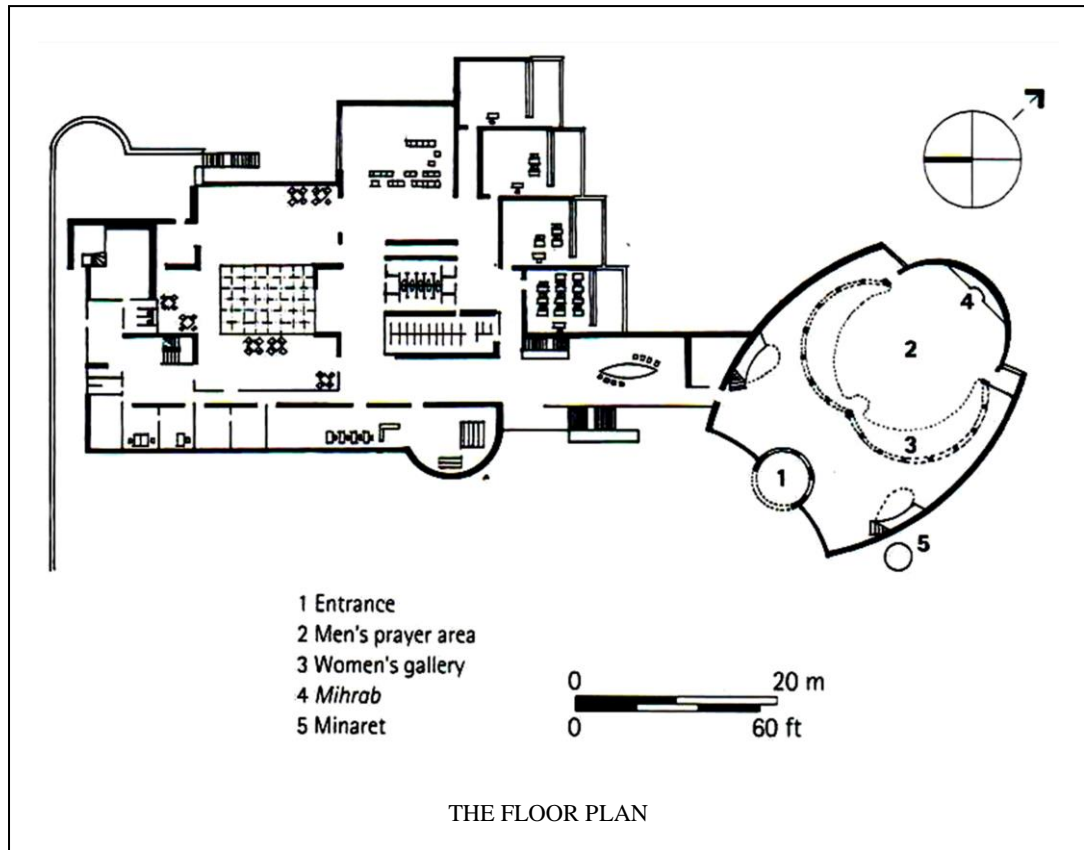 4
2
3
1
5
1 Entrance
2 Men's prayer area
3 Women's gallery
4 Mihrab
5 Minaret
0 20 m
0 60 ft
THE FLOOR PLAN